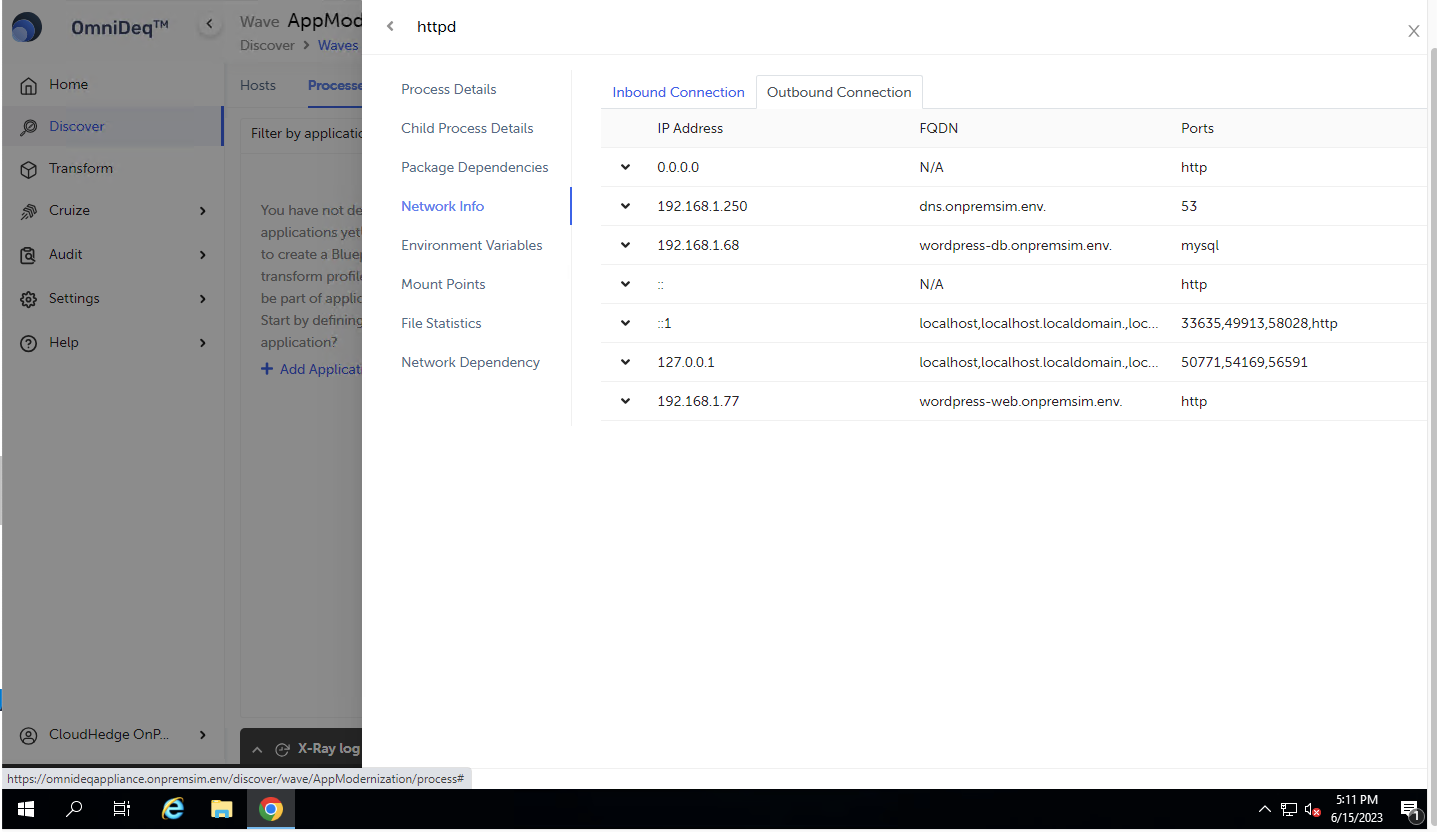 OmniDeq™
Home
Discover
Transform
Cruize
Audit
Settings
Help
CloudHedge OnP...
Wave AppMod
Discover > Waves
Hosts
Processe
Filter by applicatio
You have not de
applications yet
to create a Bluep
transform profile
be part of applic
Start by defining
application?
+ Add Applicat
X-Ray log
httpd
Process Details
Child Process Details
Package Dependencies
Network Info
Environment Variables
Mount Points
File Statistics
Network Dependency
Inbound Connection Outbound Connection
IP Address FQDN Ports
0.0.0.0 N/A http
192.168.1.250 dns.onpremsim.env. 53
192.168.1.68 wordpress-db.onpremsim.env. mysql
:: N/A http
::1 localhost,localhost.localdomain.,loc... 33635,49913,58028,http
127.0.0.1 localhost,localhost.localdomain.,loc... 50771,54169,56591
192.168.1.77 wordpress-web.onpremsim.env. http
https://omnideqappliance.onpremsim.env/discover/wave/AppModernization/process#
5:11 PM
6/15/2023
1